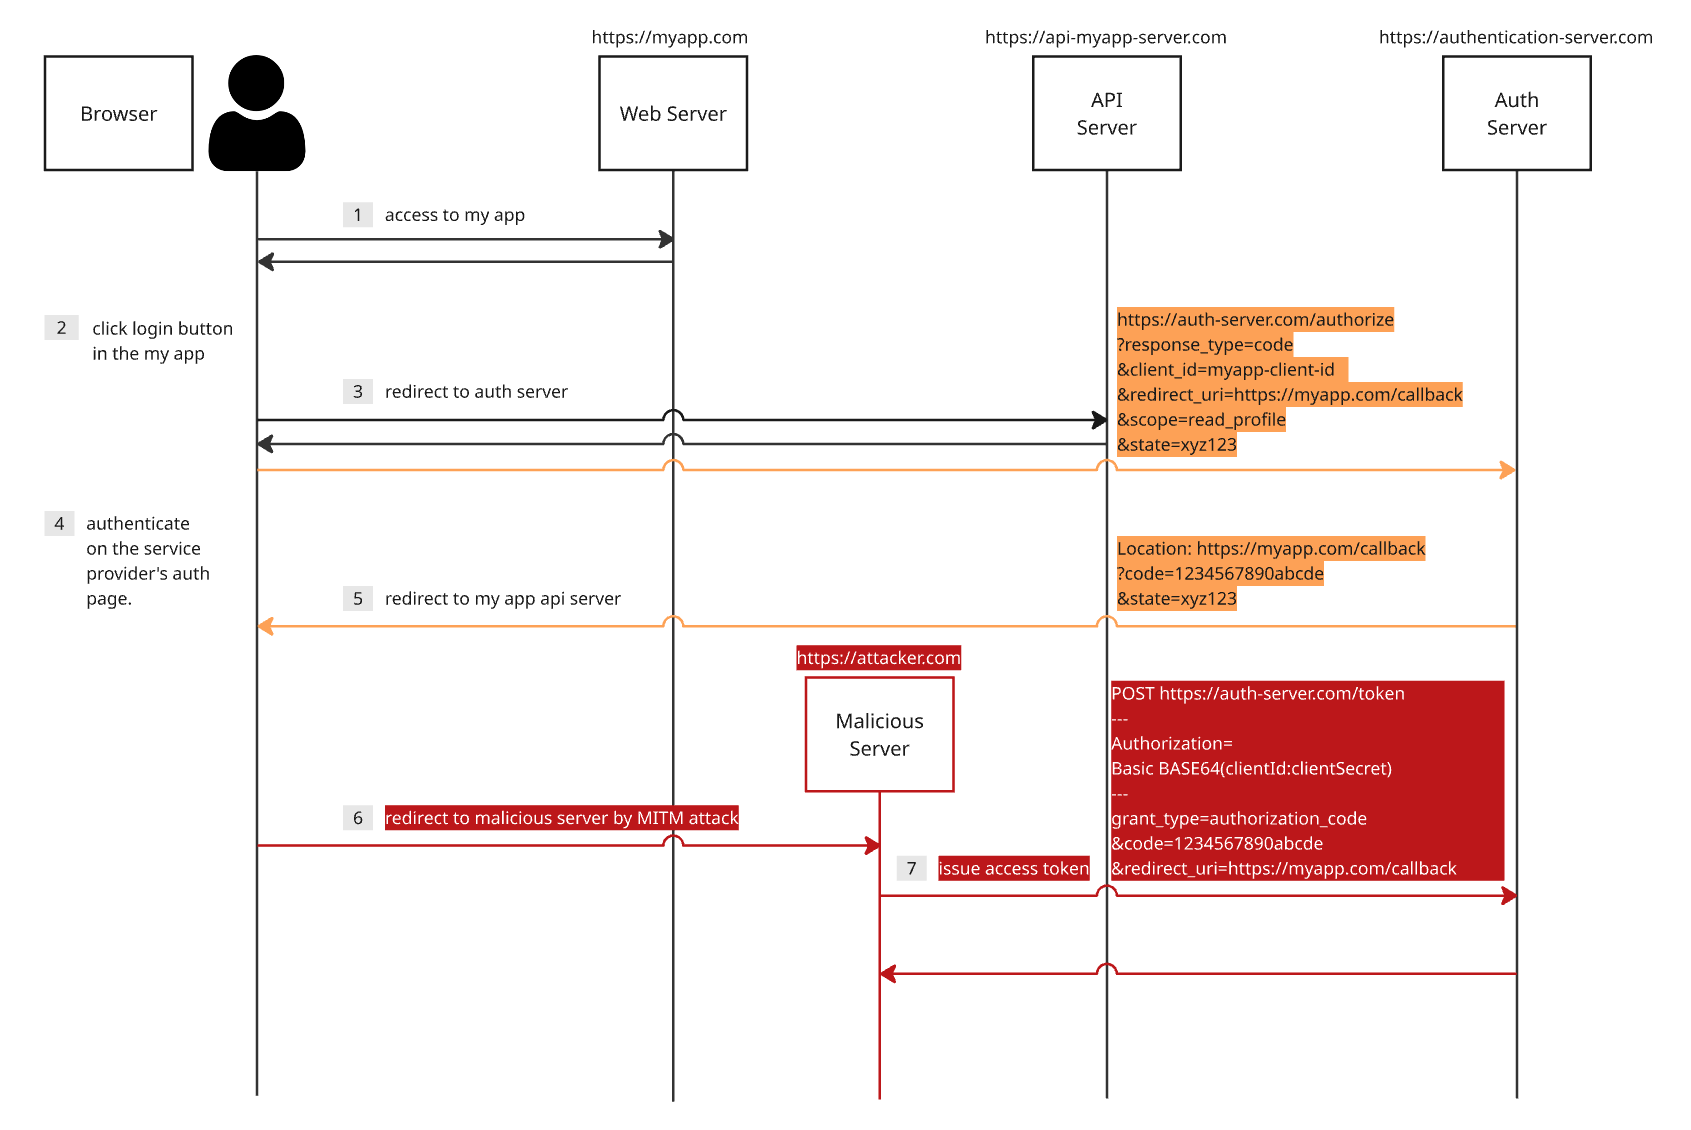 https://myapp.com
https://api-myapp-server.com
https://authentication-server.com
Browser
Web Server
API
Server
Auth
Server
1 access to my app
2 click login button
in the my app
https://auth-server.com/authorize
?response_type=code
&client_id=myapp-client-id
&redirect_uri=https://myapp.com/callback
&scope=read_profile
&state=xyz123
3 redirect to auth server
4 authenticate
on the service
provider's auth
page.
Location: https://myapp.com/callback
?code=1234567890abcde
&state=xyz123
5 redirect to my app api server
https://attacker.com
Malicious
Server
POST https://auth-server.com/token
---
Authorization=
Basic BASE64(clientId:clientSecret)
---
grant_type=authorization_code
&code=1234567890abcde
&redirect_uri=https://myapp.com/callback
6 redirect to malicious server by MITM attack
7 issue access token